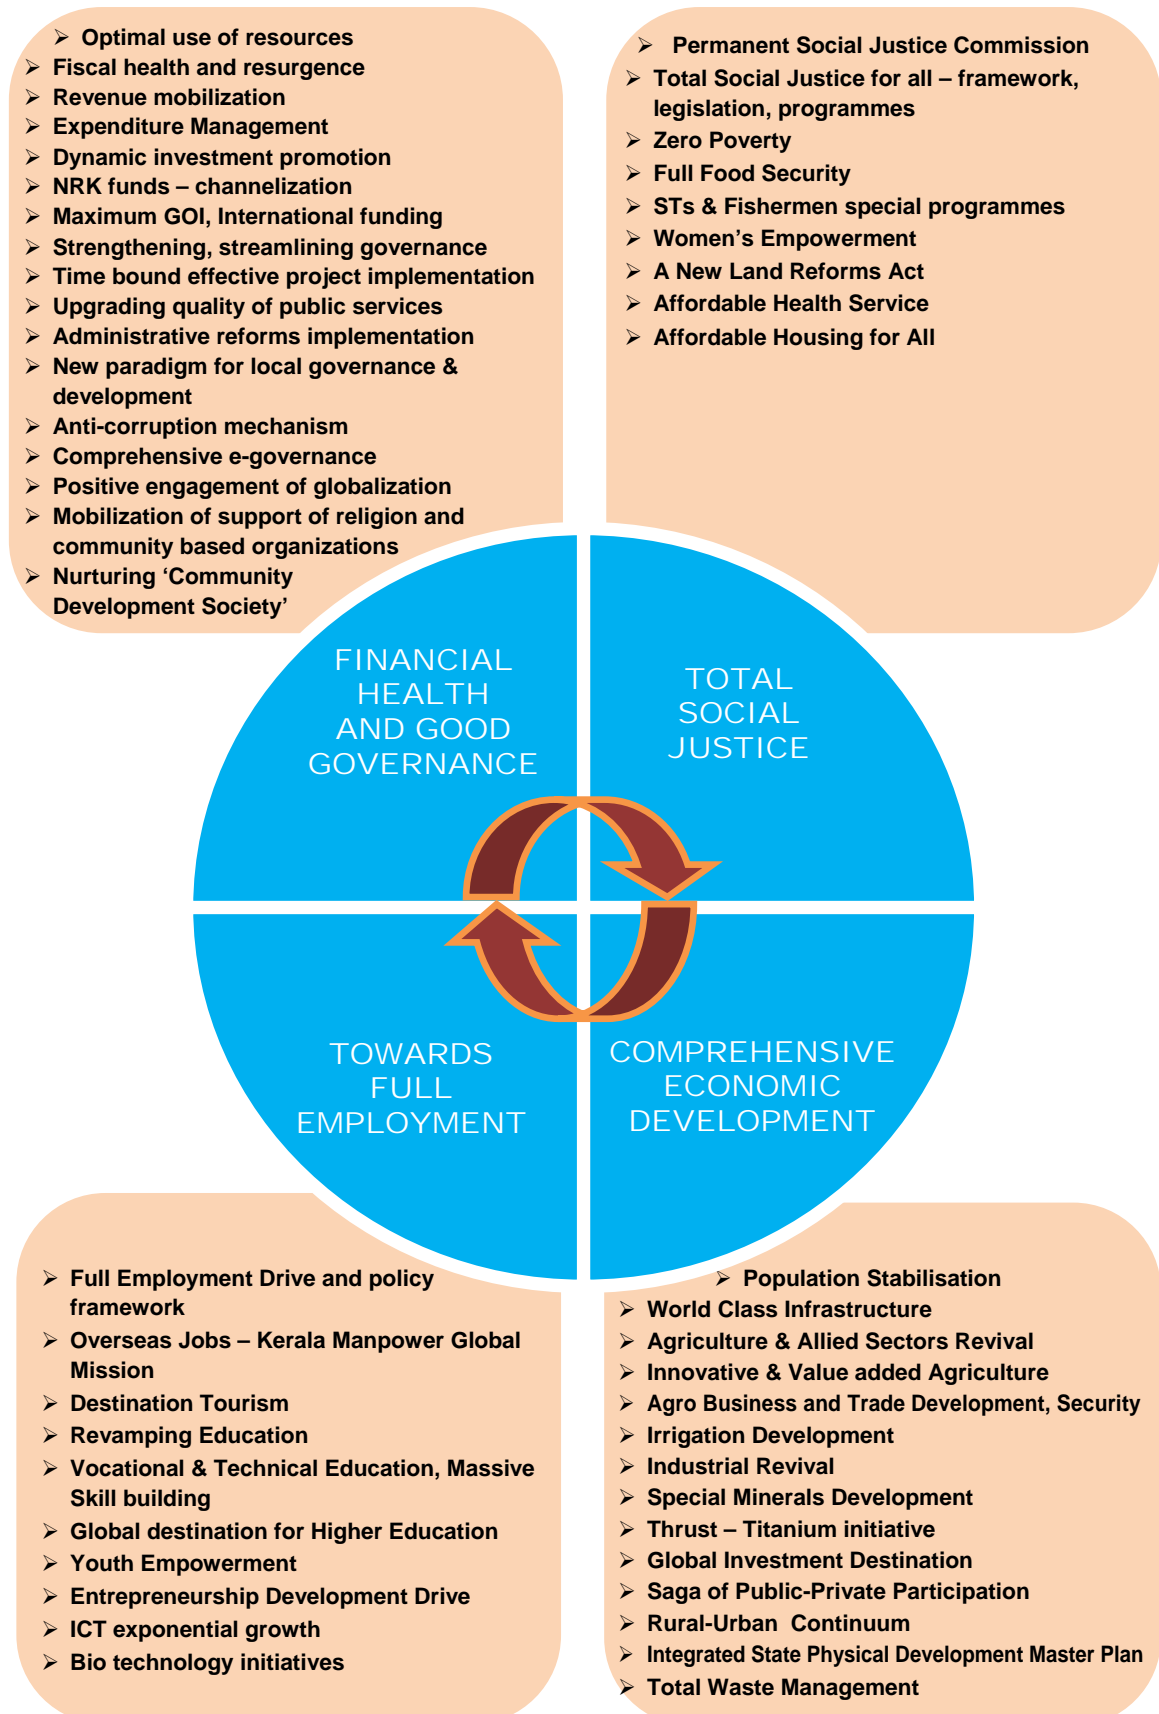 ➢ Optimal use of resources
➢ Fiscal health and resurgence
➢ Revenue mobilization
➢ Expenditure Management
➢ Dynamic investment promotion
➢ NRK funds – channelization
➢ Maximum GOI, International funding
➢ Strengthening, streamlining governance
➢ Time bound effective project implementation
➢ Upgrading quality of public services
➢ Administrative reforms implementation
➢ New paradigm for local governance &
development
➢ Anti-corruption mechanism
➢ Comprehensive e-governance
➢ Positive engagement of globalization
➢ Mobilization of support of religion and
community based organizations
➢ Nurturing ‘Community
Development Society’
➢ Permanent Social Justice Commission
➢ Total Social Justice for all – framework,
legislation, programmes
➢ Zero Poverty
➢ Full Food Security
➢ STs & Fishermen special programmes
➢ Women’s Empowerment
➢ A New Land Reforms Act
➢ Affordable Health Service
➢ Affordable Housing for All
FINANCIAL
HEALTH
AND GOOD
GOVERNANCE
TOTAL
SOCIAL
JUSTICE
TOWARDS
FULL
EMPLOYMENT
COMPREHENSIVE
ECONOMIC
DEVELOPMENT
➢ Full Employment Drive and policy
framework
➢ Overseas Jobs – Kerala Manpower Global
Mission
➢ Destination Tourism
➢ Revamping Education
➢ Vocational & Technical Education, Massive
Skill building
➢ Global destination for Higher Education
➢ Youth Empowerment
➢ Entrepreneurship Development Drive
➢ ICT exponential growth
➢ Bio technology initiatives
➢ Population Stabilisation
➢ World Class Infrastructure
➢ Agriculture & Allied Sectors Revival
➢ Innovative & Value added Agriculture
➢ Agro Business and Trade Development, Security
➢ Irrigation Development
➢ Industrial Revival
➢ Special Minerals Development
➢ Thrust – Titanium initiative
➢ Global Investment Destination
➢ Saga of Public-Private Participation
➢ Rural-Urban Continuum
➢ Integrated State Physical Development Master Plan
➢ Total Waste Management